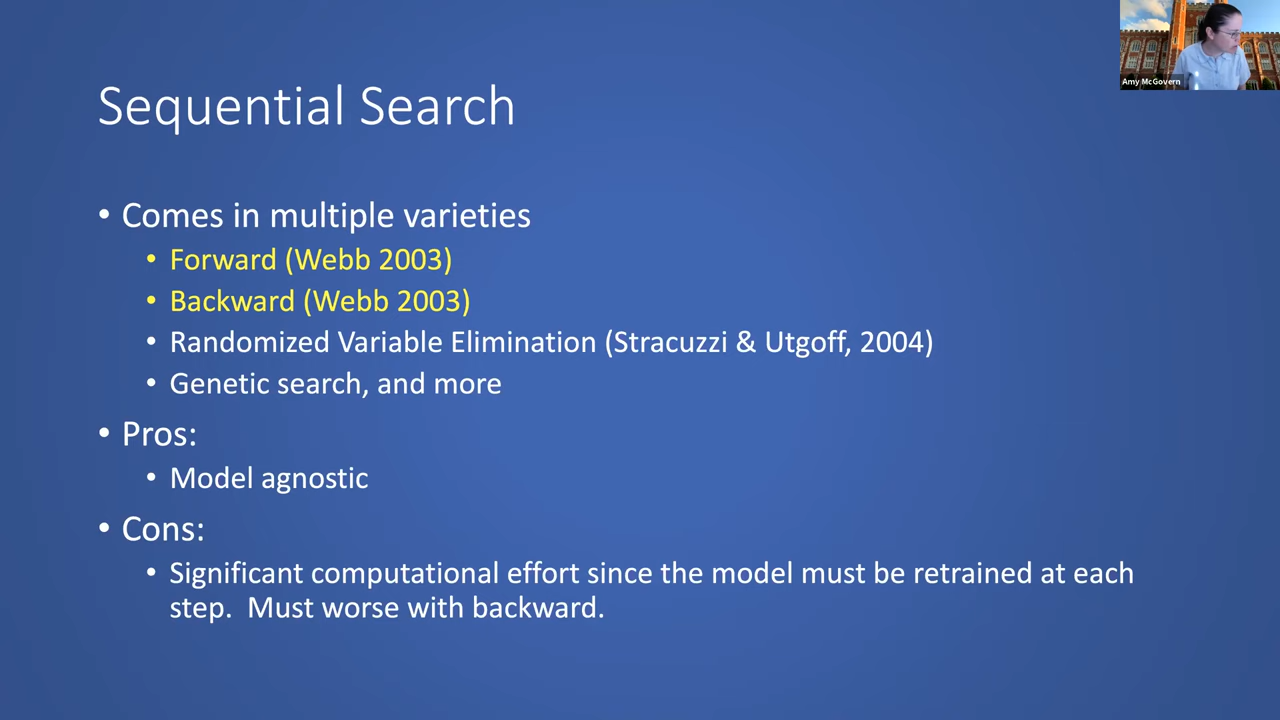 Amy McGovern
Sequential Search
• Comes in multiple varieties
• Forward (Webb 2003)
• Backward (Webb 2003)
• Randomized Variable Elimination (Stracuzzi & Utgoff, 2004)
• Genetic search, and more
• Pros:
• Model agnostic
• Cons:
• Significant computational effort since the model must be retrained at each
step.  Must worse with backward.